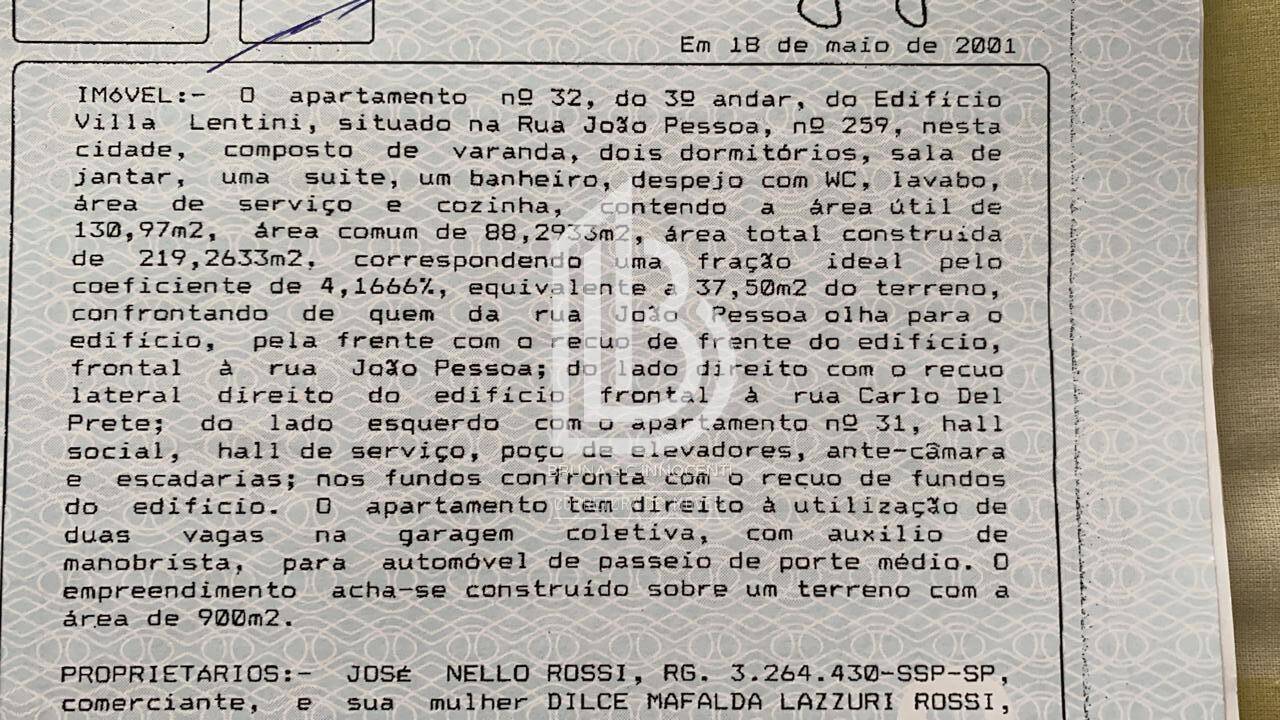 Em 18 de maio de 2001
IMóVEL:- O apartamento nº 32, do 3º andar, do Edifício
Villa Lentini, situado na Rua João Pessoa, nº 259, nesta
cidade, composto de varanda, dois dormitórios, sala de
jantar, uma suite, um banheiro, despejo com WC, lavabo,
área de serviço e cozinha, contendo a área útil de
130,97m2, área comum de 88,2933m2, área total construida
de 219,2633m2, correspondendo uma fração ideal pelo
coeficiente de 4,1666%, equivalente a 37,50m2 do terreno,
confrontando de quem da rua João Pessoa olha para o
edifício, pela frente com o recuo de frente do edifício,
frontal à rua João Pessoa; do lado direito com o recuo
lateral direito do edifício frontal à rua Carlo Del
Prete; do lado esquerdo com o apartamento nº 31, hall
social, hall de serviço, poço de elevadores, ante-câmara
e escadarias; nos fundos confronta com o recuo de fundos
do edificio. O apartamento tem direito à utilização de
duas vagas na garagem coletiva, com auxilio de
manobrista, para automóvel de passeio de porte médio. O
empreendimento acha-se construído sobre um terreno com a
área de 900m2.
PROPRIETáRIOS:- JOSé NELLO ROSSI, RG. 3.264.430-SSP-SP,
comerciante, e sua mulher DILCE MAFALDA LAZZURI ROSSI,